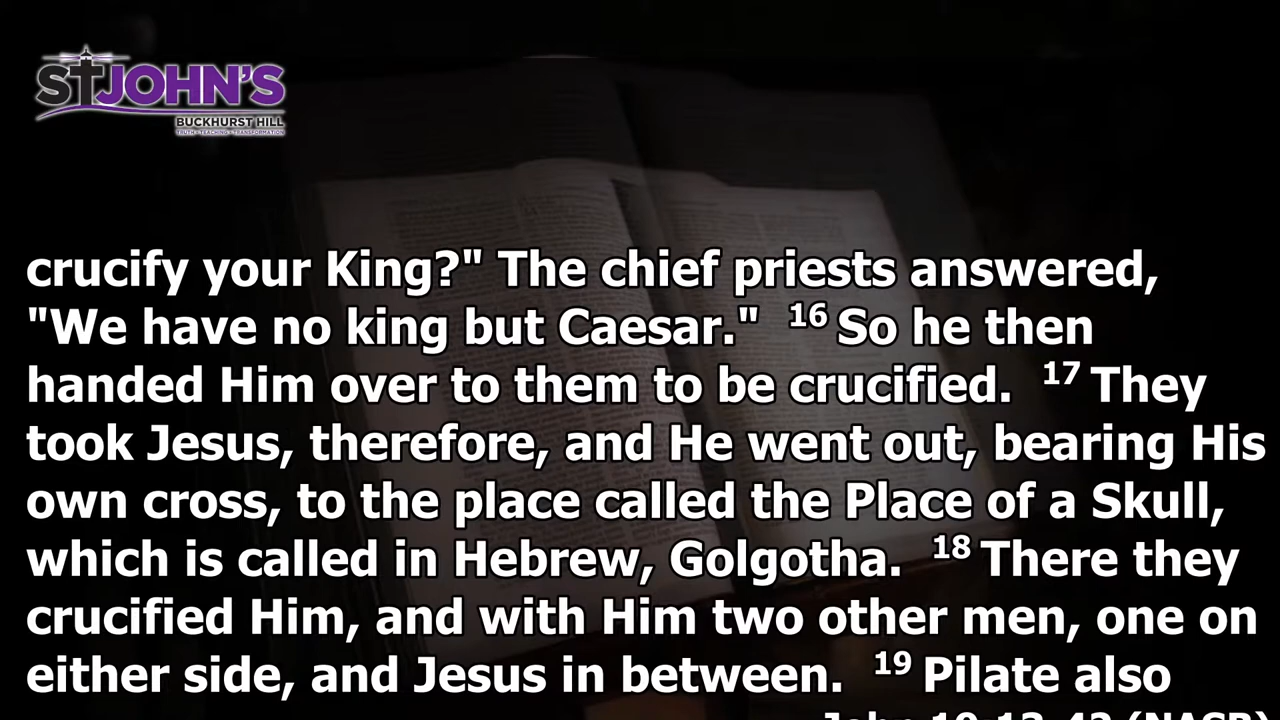 ST JOHN'S
BUCKHURST HILL
TRUTH • TEACHING • TRANSFORMATION
crucify your King?" The chief priests answered,
"We have no king but Caesar." 16 So he then
handed Him over to them to be crucified. 17 They
took Jesus, therefore, and He went out, bearing His
own cross, to the place called the Place of a Skull,
which is called in Hebrew, Golgotha. 18 There they
crucified Him, and with Him two other men, one on
either side, and Jesus in between. 19 Pilate also